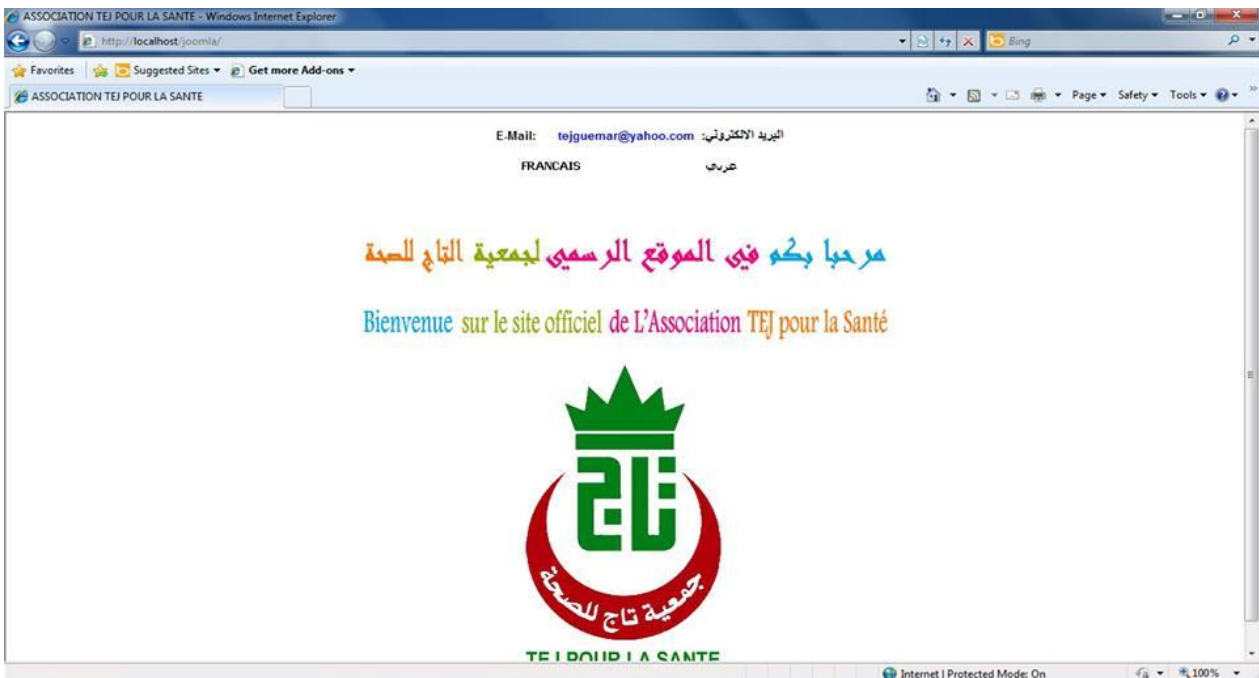 ASSOCIATION TEJ POUR LA SANTE - Windows Internet Explorer
http://localhost/joomla/
Bing
Favorites Suggested Sites Get more Add-ons
ASSOCIATION TEJ POUR LA SANTE
Page Safety Tools
E-Mail: tejguemar@yahoo.com البريد الالكتروني:
FRANCAIS عربي
مرحبا بكم في الموقع الرسمي لجمعية التاج للصحة
Bienvenue sur le site officiel de L'Association TEJ pour la Santé
تاج
جمعية تاج للصحة
TEJ POUR LA SANTE
Internet | Protected Mode: On 100%